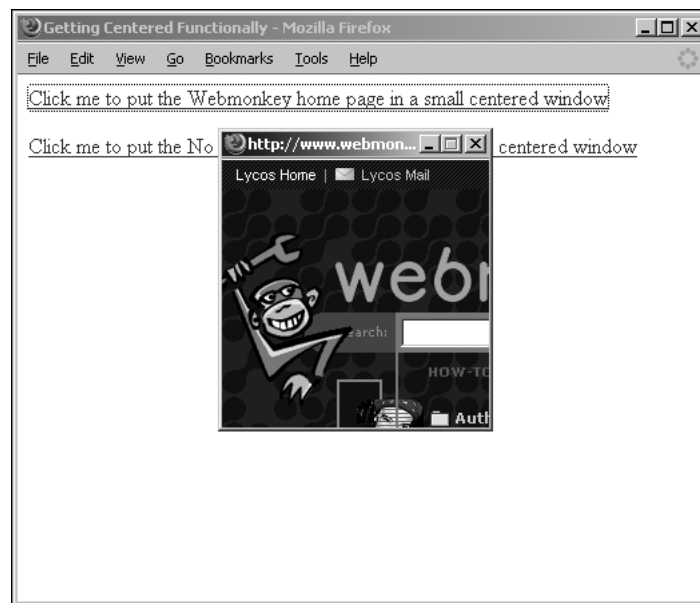 Getting Centered Functionally - Mozilla Firefox
File Edit View Go Bookmarks Tools Help
Click me to put the Webmonkey home page in a small centered window
Click me to put the No centered window
http://www.webmon...
Lycos Home | Lycos Mail
webm
earch:
HOW-TO
Auth